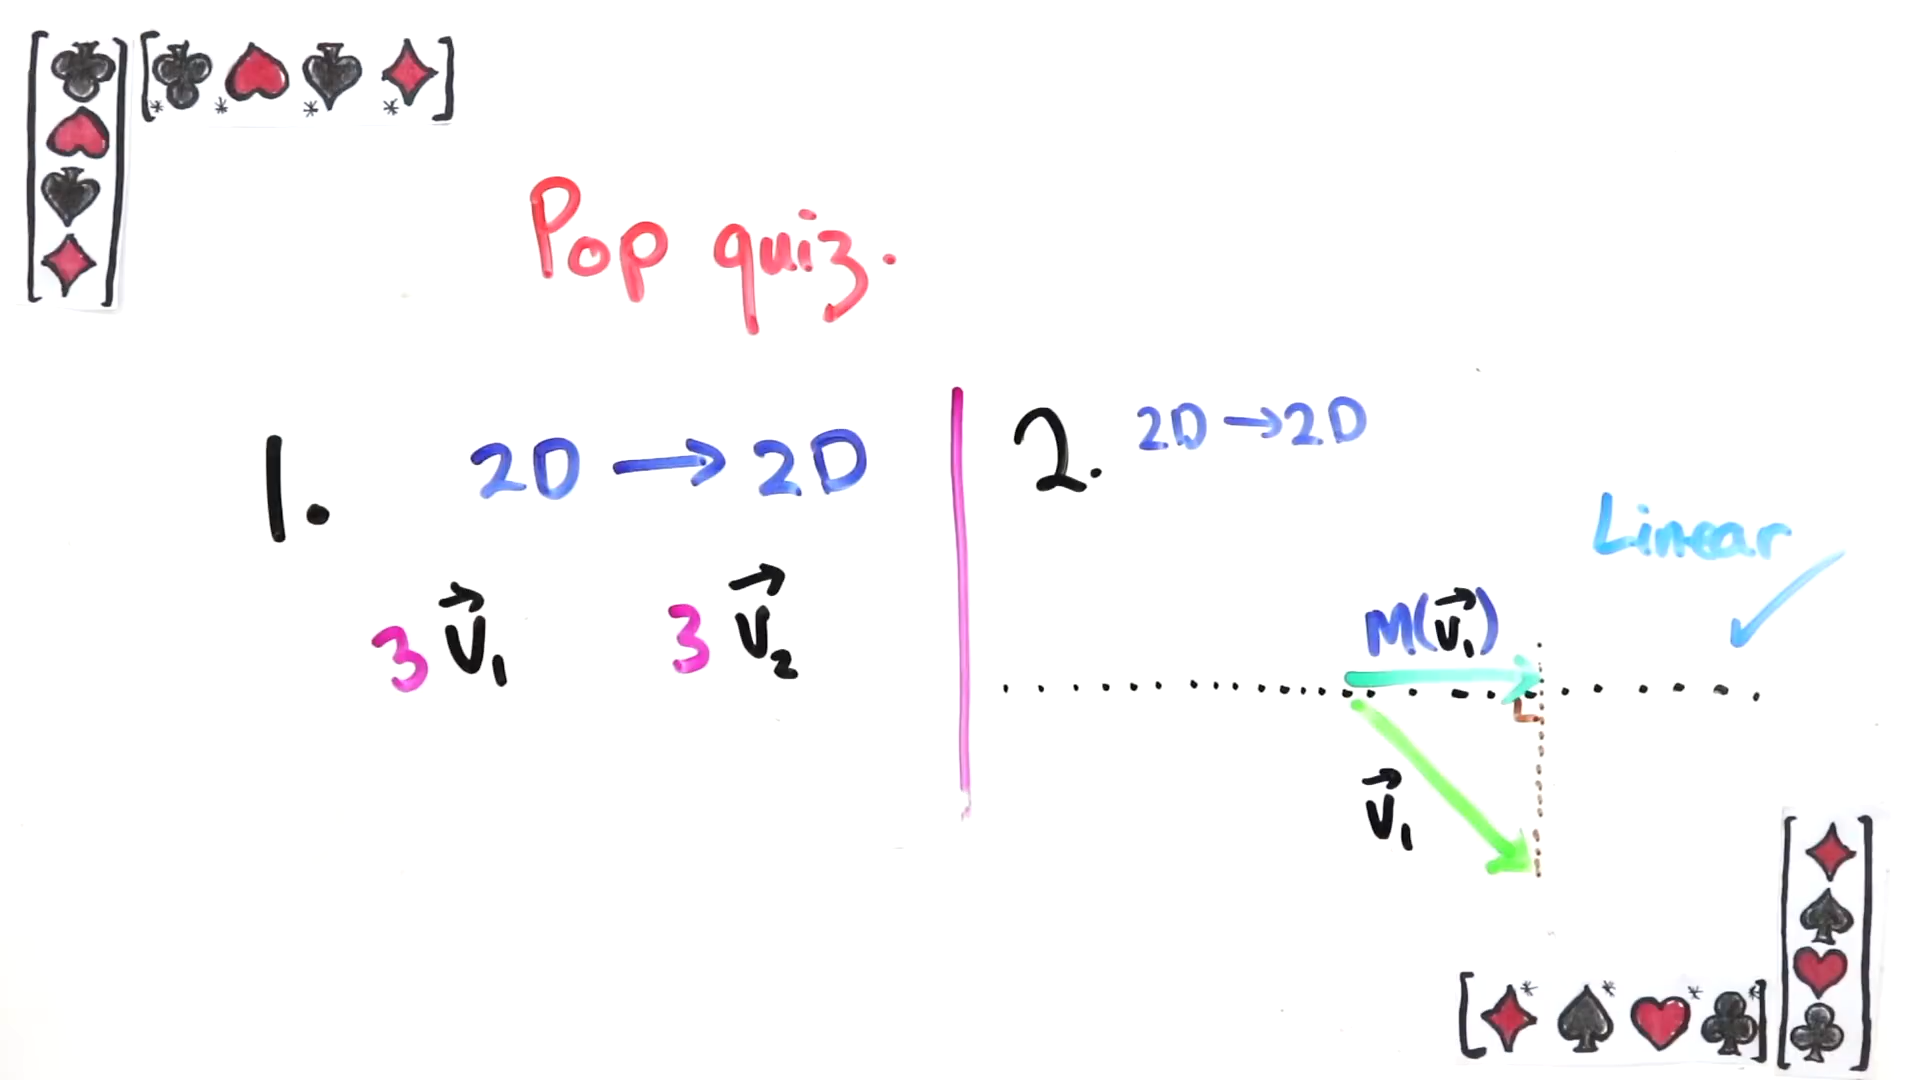 Pop quiz.
1. 2D → 2D
3 v⃗₁ 3 v⃗₂
2. 2D → 2D
Linear ✓
M(v⃗₁)
v⃗₁